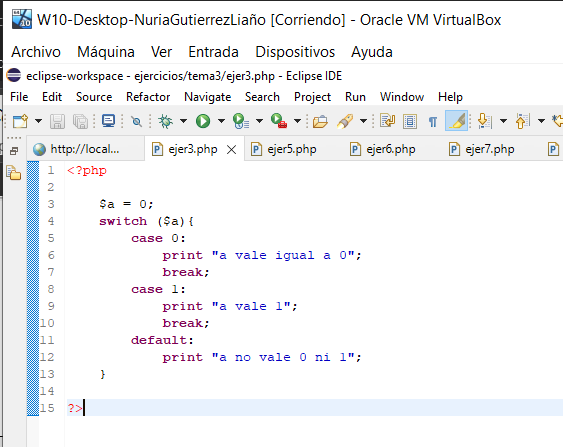 W10-Desktop-NuriaGutierrezLiaño [Corriendo] - Oracle VM VirtualBox
Archivo Máquina Ver Entrada Dispositivos Ayuda
eclipse-workspace - ejercicios/tema3/ejer3.php - Eclipse IDE
File Edit Source Refactor Navigate Search Project Run Window Help
http://local... ejer3.php ejer5.php ejer6.php ejer7.php
1 <?php
2
3 $a = 0;
4 switch ($a){
5 case 0:
6 print "a vale igual a 0";
7 break;
8 case 1:
9 print "a vale 1";
10 break;
11 default:
12 print "a no vale 0 ni 1";
13 }
14
15 ?>